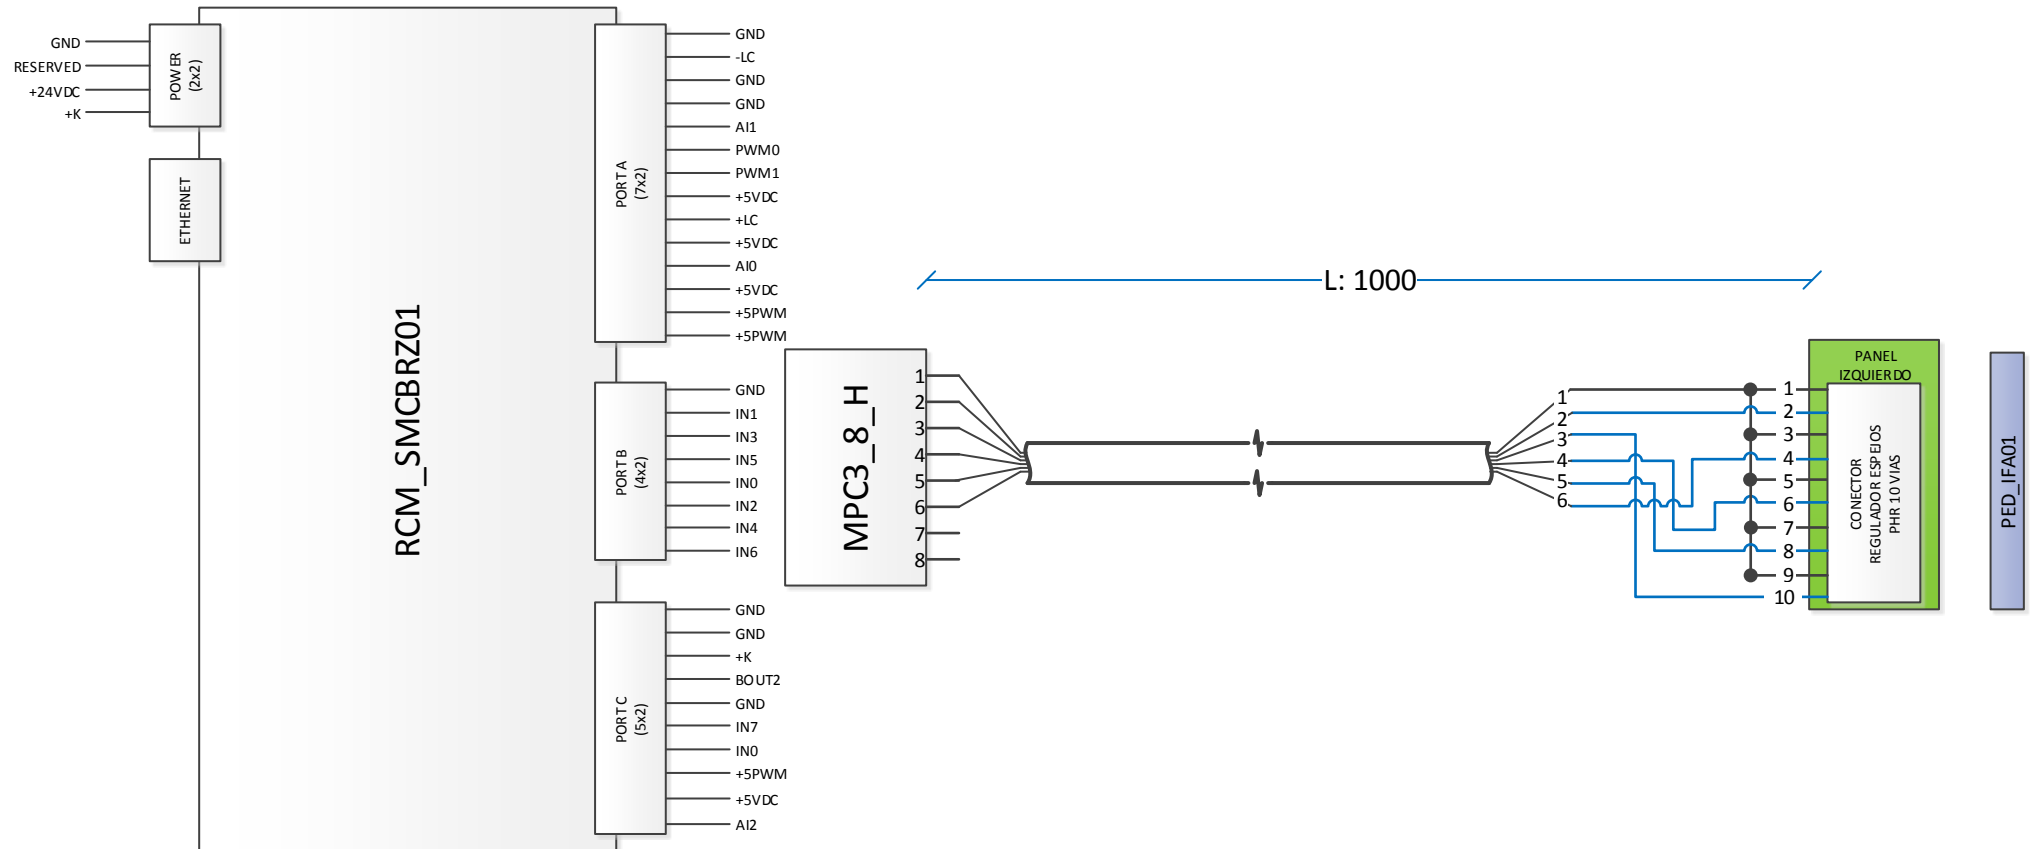 GND
RESERVED
+24VDC
+K
POWER
(2x2)
ETHERNET
RCM_SMCBRZ01
PORT A
(7x2)
GND
-LC
GND
GND
AI1
PWM0
PWM1
+5VDC
+LC
+5VDC
AI0
+5VDC
+5PWM
+5PWM
PORT B
(4x2)
GND
IN1
IN3
IN5
IN0
IN2
IN4
IN6
PORT C
(5x2)
GND
GND
+K
BOUT2
GND
IN7
IN0
+5PWM
+5VDC
AI2
MPC3_8_H
1
2
3
4
5
6
7
8
L: 1000
1
2
3
4
5
6
1
2
3
4
5
6
7
8
9
10
PANEL
IZQUIERDO
CONECTOR
REGULADOR ESPEJOS
PHR 10 VIAS
PED_IFA01